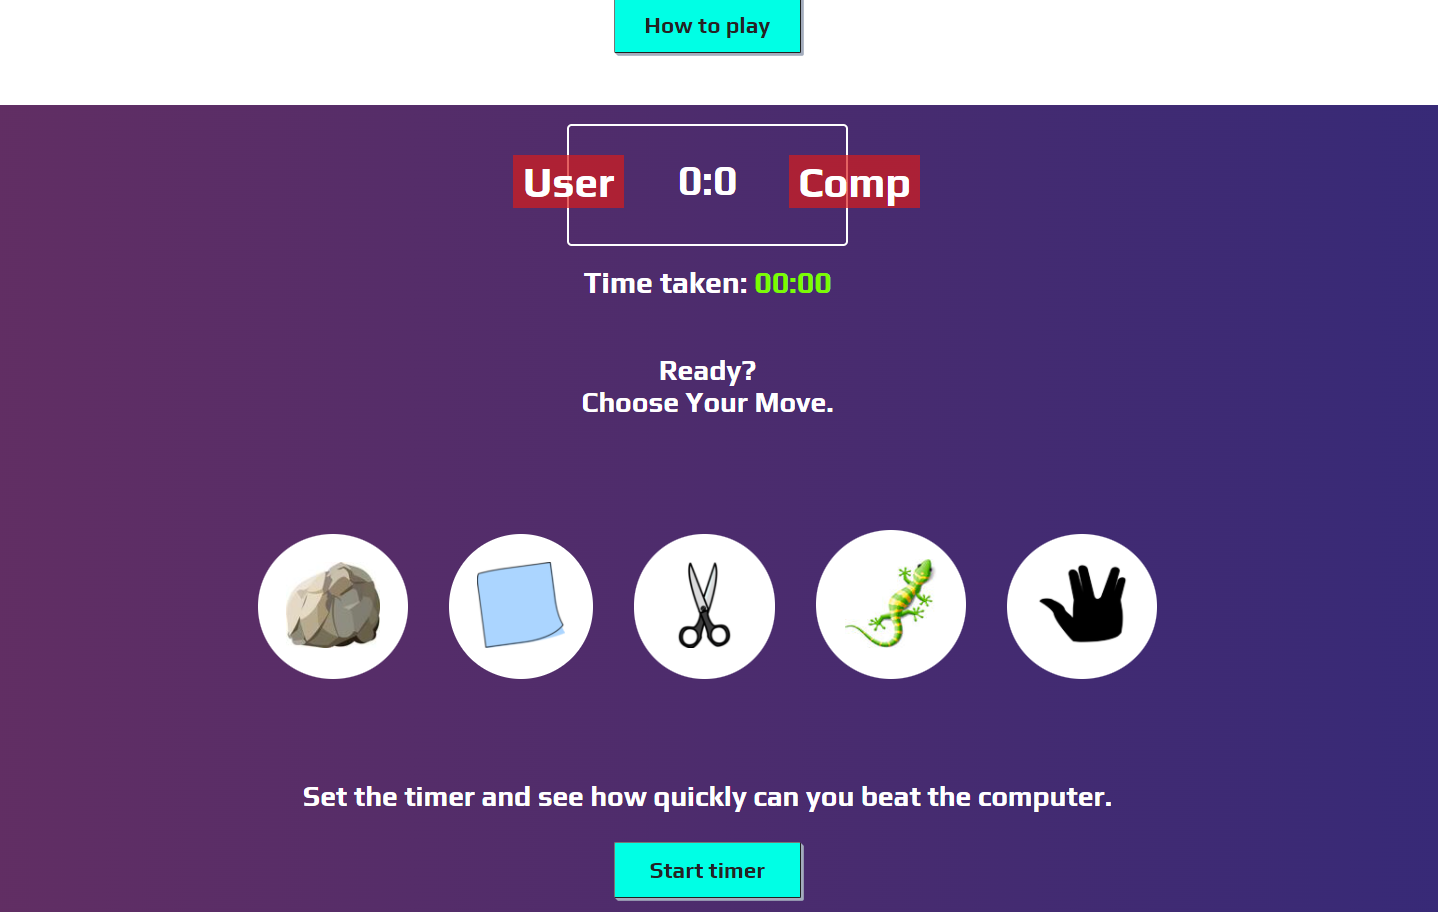 How to play
User 0:0 Comp
Time taken: 00:00
Ready?
Choose Your Move.
Set the timer and see how quickly can you beat the computer.
Start timer